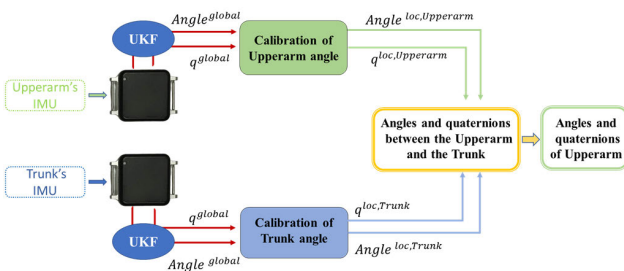 Angle^global
UKF
q^global
Calibration of
Upperarm angle
Angle^loc,Upperarm
q^loc,Upperarm
Upperarm's
IMU
Angles and quaternions
between the Upperarm
and the Trunk
Angles and
quaternions
of Upperarm
Trunk's
IMU
q^global
UKF
Angle^global
Calibration of
Trunk angle
q^loc,Trunk
Angle^loc,Trunk